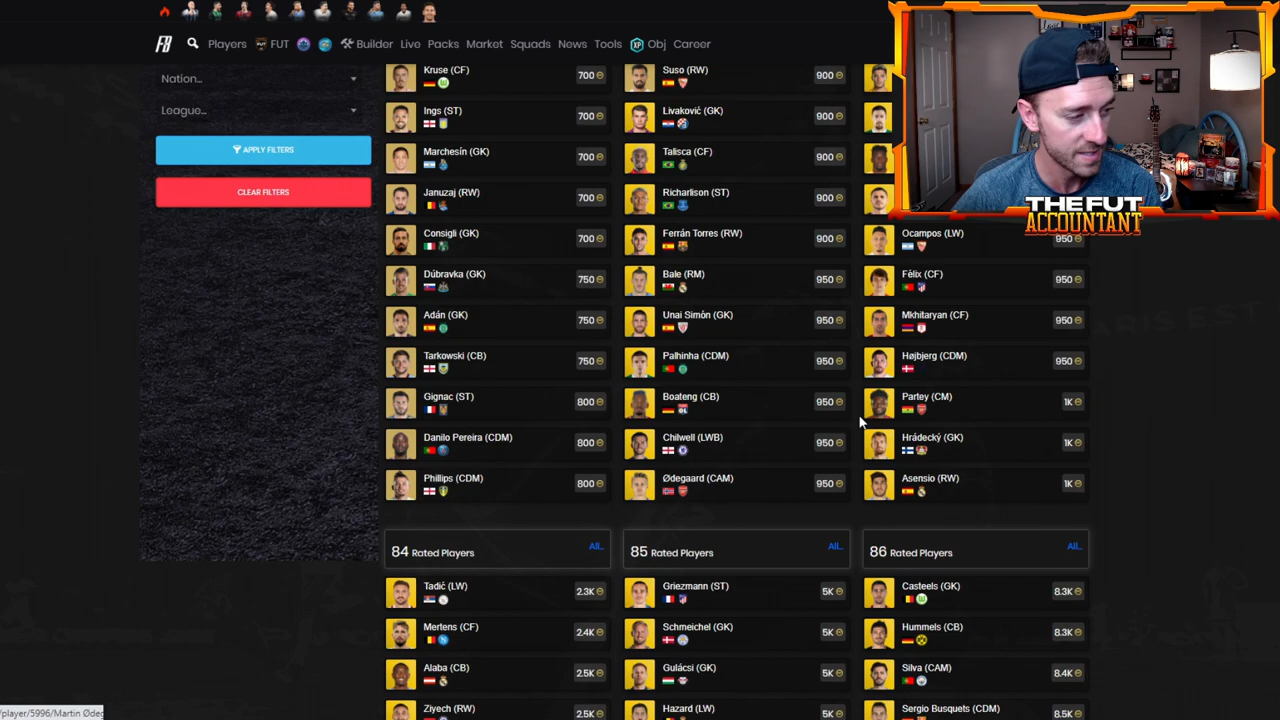 FB Players FUT Builder Live Packs Market Squads News Tools XP Obj Career
Nation...
League...
APPLY FILTERS
CLEAR FILTERS
Kruse (CF) 700
Ings (ST) 700
Marchesín (GK) 700
Januzaj (RW) 700
Consigli (GK) 700
Dúbravka (GK) 750
Adán (GK) 750
Tarkowski (CB) 750
Gignac (ST) 800
Danilo Pereira (CDM) 800
Phillips (CDM) 800
Suso (RW) 900
Livaković (GK) 900
Talisca (CF) 900
Richarlison (ST) 900
Ferrán Torres (RW) 900
Bale (RM) 950
Unai Simón (GK) 950
Palhinha (CDM) 950
Boateng (CB) 950
Chilwell (LWB) 950
Ødegaard (CAM) 950
Ocampos (LW) 950
Félix (CF) 950
Mkhitaryan (CF) 950
Højbjerg (CDM) 950
Partey (CM) 1K
Hrádecký (GK) 1K
Asensio (RW) 1K
THE FUT
ACCOUNTANT
84 Rated Players All...
Tadić (LW) 2.3K
Mertens (CF) 2.4K
Alaba (CB) 2.5K
Ziyech (RW) 2.5K
85 Rated Players All...
Griezmann (ST) 5K
Schmeichel (GK) 5K
Gulácsi (GK) 5K
Hazard (LW) 5K
86 Rated Players All...
Casteels (GK) 8.3K
Hummels (CB) 8.3K
Silva (CAM) 8.4K
Sergio Busquets (CDM) 8.5K
/player/5996/Martin Ødeg